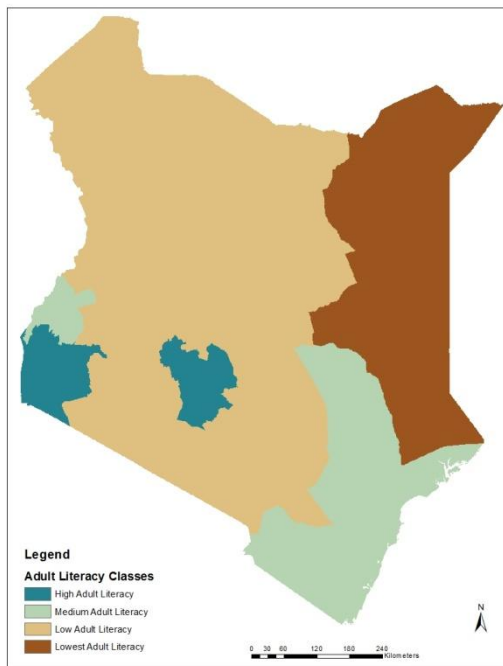 Legend
Adult Literacy Classes
High Adult Literacy
Medium Adult Literacy
Low Adult Literacy
Lowest Adult Literacy
N
0 30 60 120 180 240
Kilometers